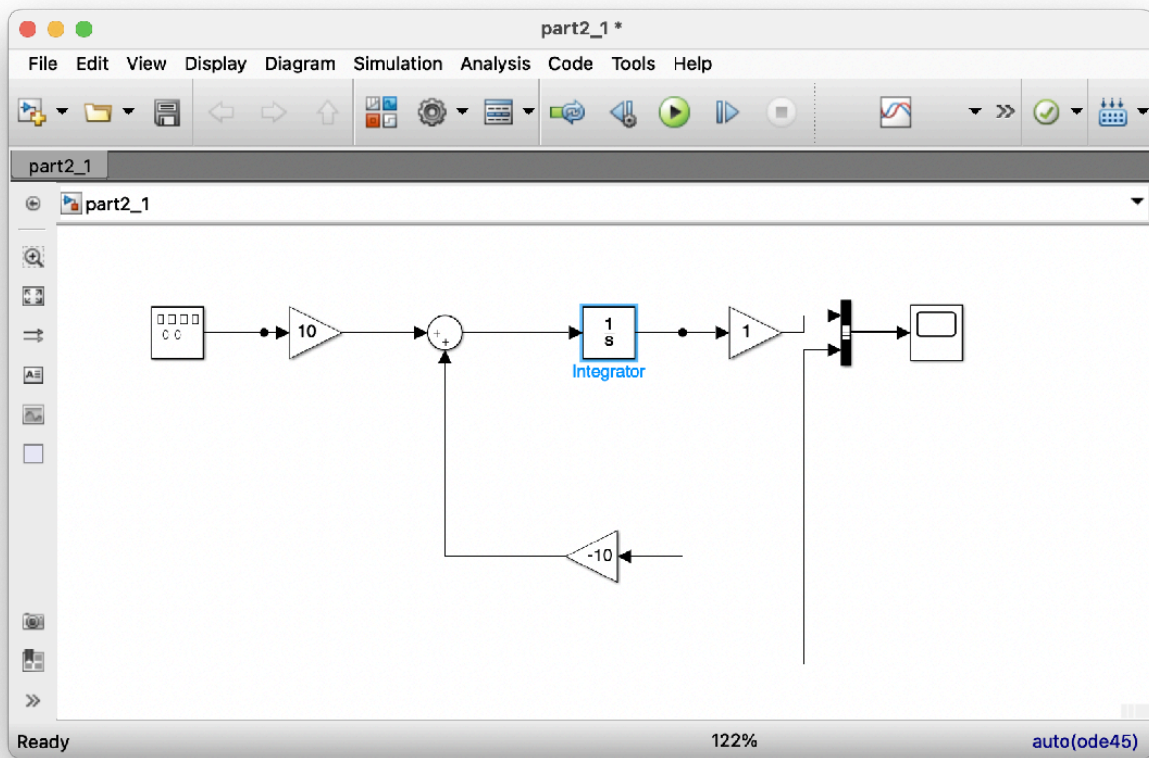 part2_1 *
File Edit View Display Diagram Simulation Analysis Code Tools Help
part2_1
part2_1
10
+
+
1
s
Integrator
1
-10
Ready 122% auto(ode45)